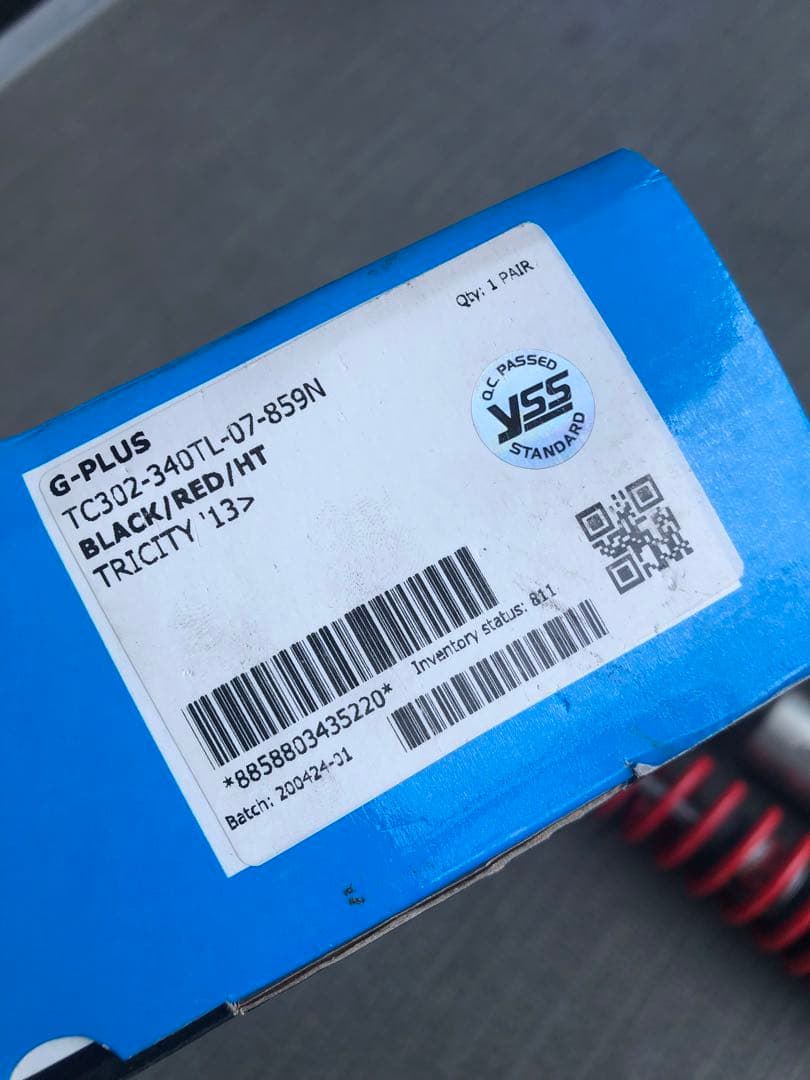 Qty: 1 PAIR
G-PLUS
TC302-340TL-07-859N
BLACK/RED/HT
TRICITY '13>
Q.C PASSED
YSS
STANDARD
Inventory status: 811
*8858803435220*
Batch: 200424-01